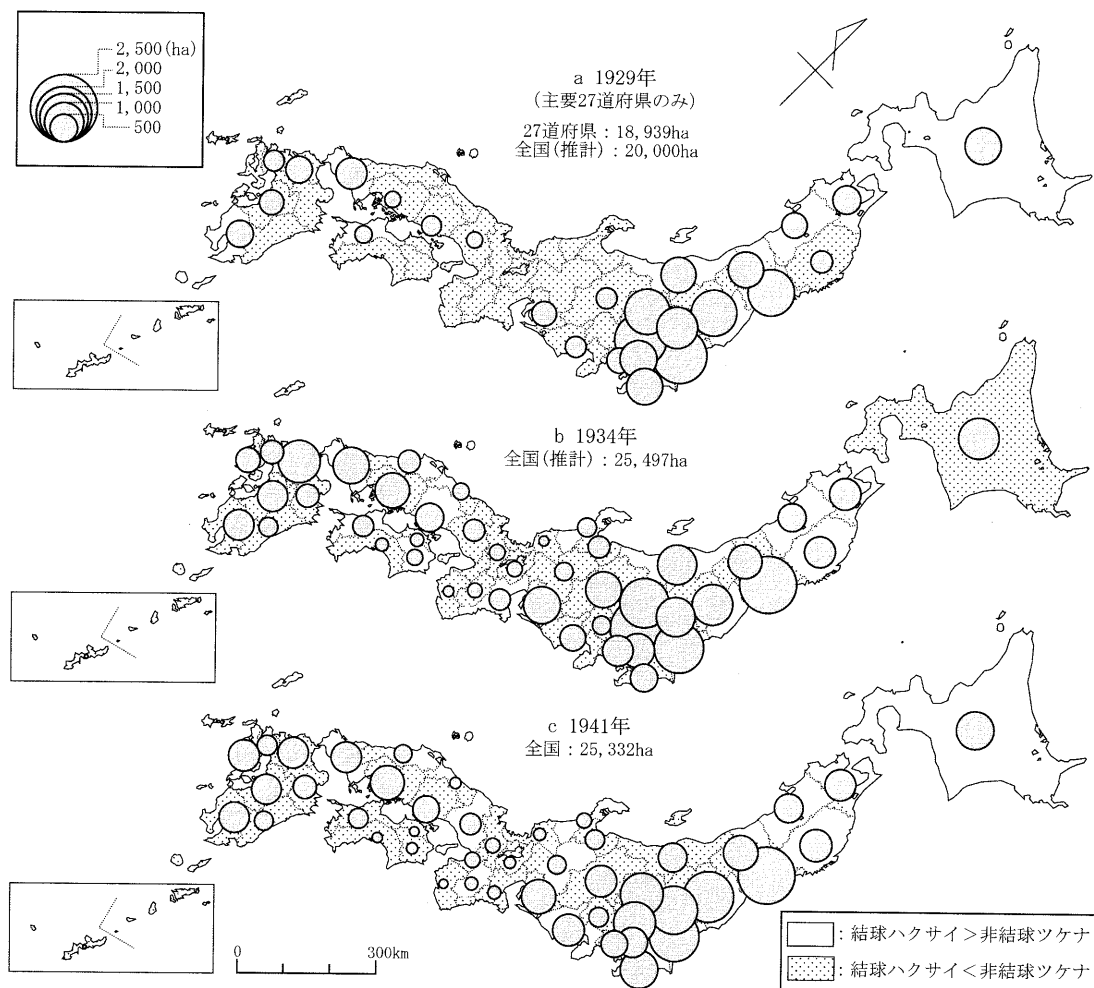 2,500(ha)
2,000
1,500
1,000
500
a 1929年
(主要27道府県のみ)
27道府県：18,939ha
全国(推計)：20,000ha
b 1934年
全国(推計)：25,497ha
c 1941年
全国：25,332ha
0 300km
：結球ハクサイ＞非結球ツケナ
：結球ハクサイ＜非結球ツケナ